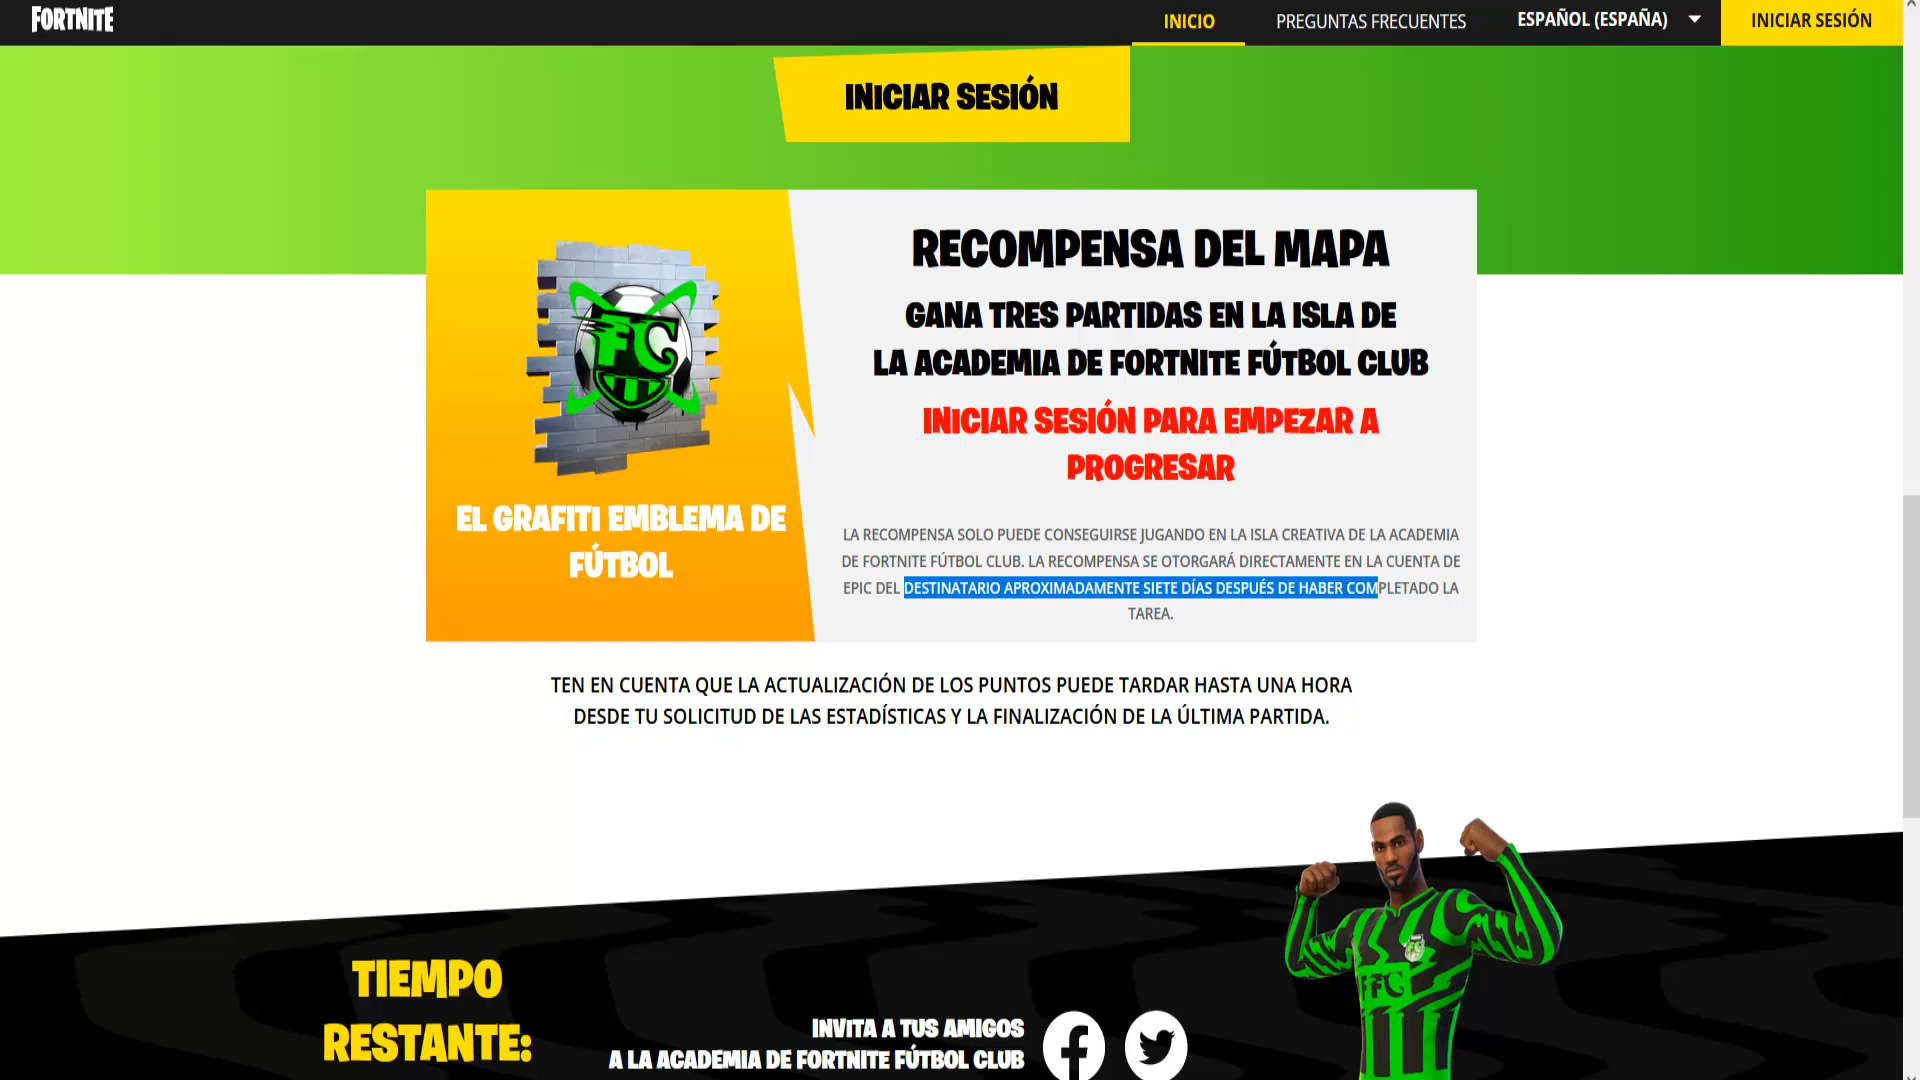 FORTNITE
INICIO
PREGUNTAS FRECUENTES
ESPAÑOL (ESPAÑA)
INICIAR SESIÓN
INICIAR SESIÓN
FC
EL GRAFITI EMBLEMA DE
FÚTBOL
RECOMPENSA DEL MAPA
GANA TRES PARTIDAS EN LA ISLA DE
LA ACADEMIA DE FORTNITE FÚTBOL CLUB
INICIAR SESIÓN PARA EMPEZAR A
PROGRESAR
LA RECOMPENSA SOLO PUEDE CONSEGUIRSE JUGANDO EN LA ISLA CREATIVA DE LA ACADEMIA
DE FORTNITE FÚTBOL CLUB. LA RECOMPENSA SE OTORGARÁ DIRECTAMENTE EN LA CUENTA DE
EPIC DEL DESTINATARIO APROXIMADAMENTE SIETE DÍAS DESPUÉS DE HABER COMPLETADO LA
TAREA.
TEN EN CUENTA QUE LA ACTUALIZACIÓN DE LOS PUNTOS PUEDE TARDAR HASTA UNA HORA
DESDE TU SOLICITUD DE LAS ESTADÍSTICAS Y LA FINALIZACIÓN DE LA ÚLTIMA PARTIDA.
TIEMPO
RESTANTE:
INVITA A TUS AMIGOS
A LA ACADEMIA DE FORTNITE FÚTBOL CLUB
FC
FFC